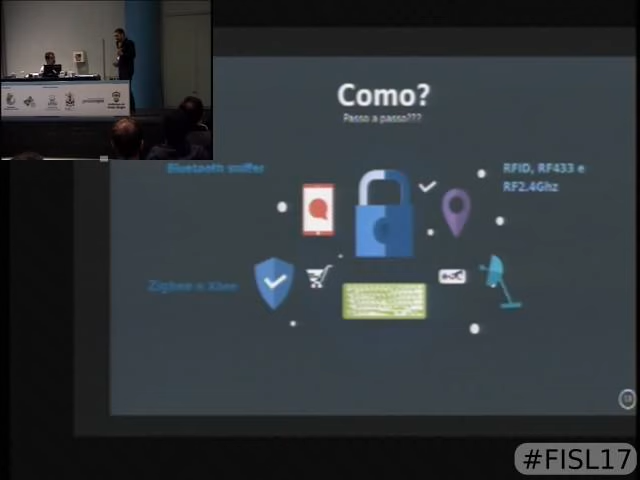 Como?
Passo a passo???
Bluetooth sniffer
RFID, RF433 e
RF2.4Ghz
Zigbee e Xbee
#FISL17